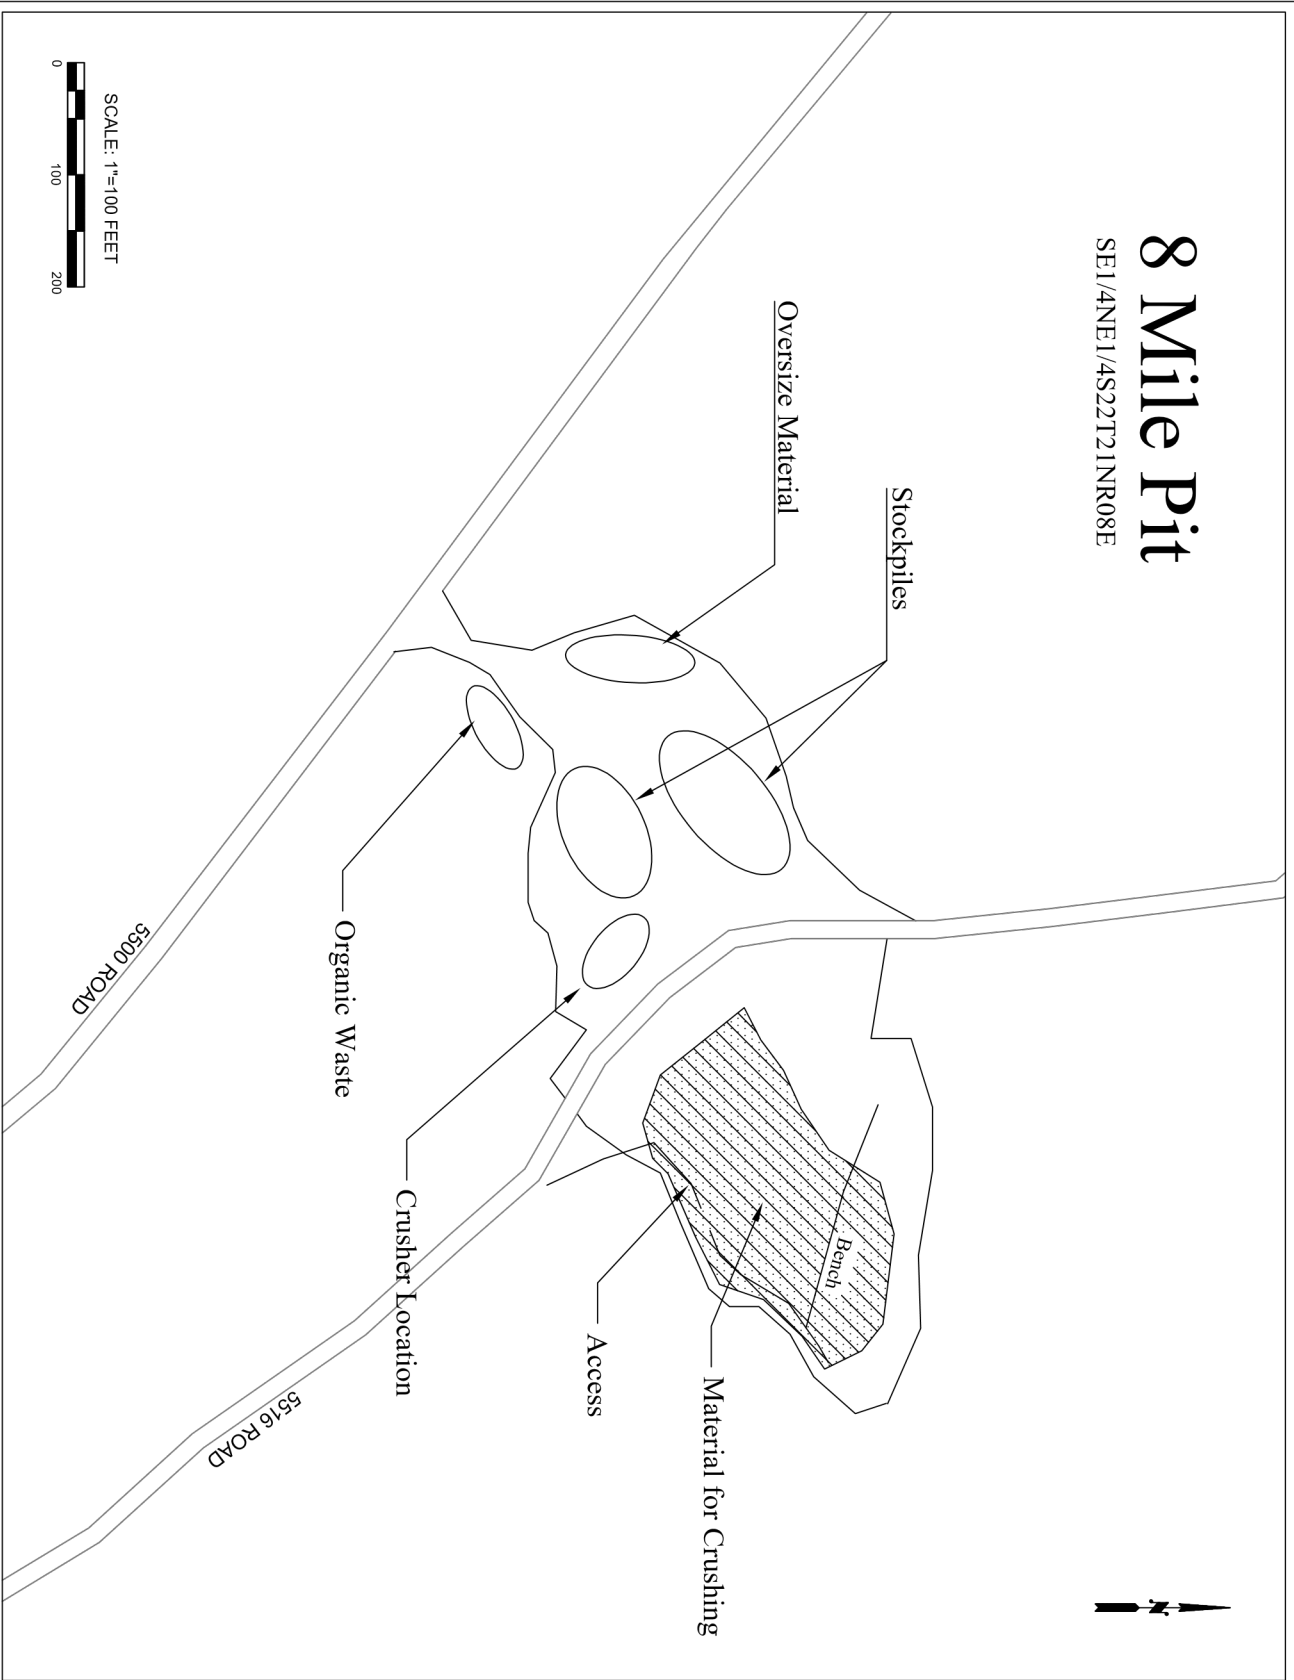 8 Mile Pit
SE1/4NE1/4S22T21NR08E
Stockpiles
Oversize Material
Bench
Material for Crushing
Access
Crusher Location
Organic Waste
5516 ROAD
5500 ROAD
SCALE: 1"=100 FEET
0 100 200
N